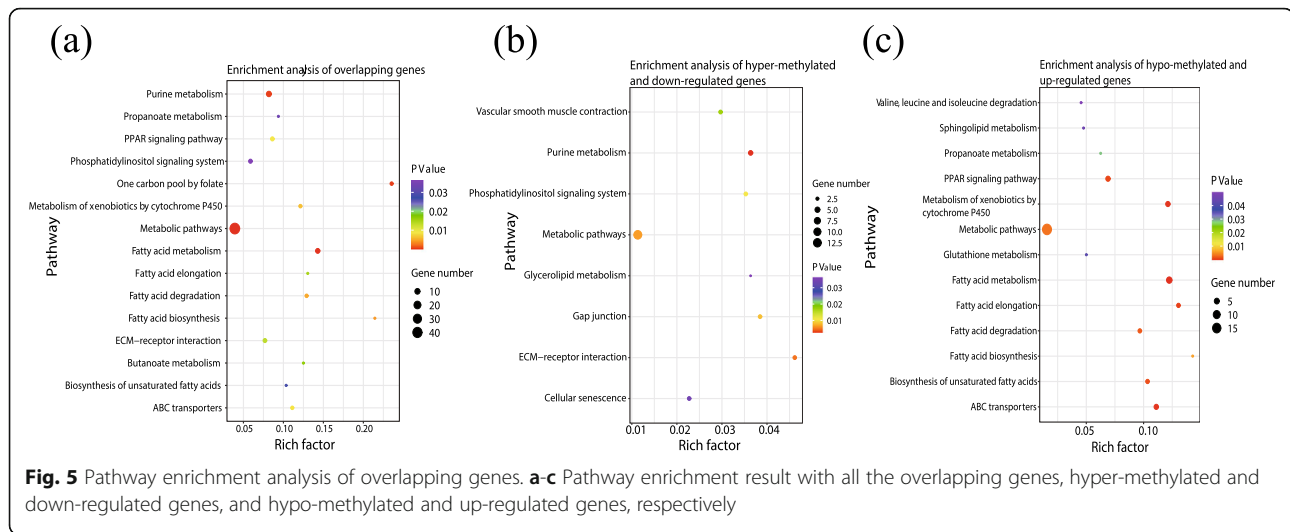 (a)
Enrichment analysis of overlapping genes
Pathway
Purine metabolism
Propanoate metabolism
PPAR signaling pathway
Phosphatidylinositol signaling system
One carbon pool by folate
Metabolism of xenobiotics by cytochrome P450
Metabolic pathways
Fatty acid metabolism
Fatty acid elongation
Fatty acid degradation
Fatty acid biosynthesis
ECM−receptor interaction
Butanoate metabolism
Biosynthesis of unsaturated fatty acids
ABC transporters
0.05 0.10 0.15 0.20
Rich factor
P Value
0.03
0.02
0.01
Gene number
10
20
30
40
(b)
Enrichment analysis of hyper-methylated
and down-regulated genes
Pathway
Vascular smooth muscle contraction
Purine metabolism
Phosphatidylinositol signaling system
Metabolic pathways
Glycerolipid metabolism
Gap junction
ECM−receptor interaction
Cellular senescence
0.01 0.02 0.03 0.04
Rich factor
Gene number
2.5
5.0
7.5
10.0
12.5
P Value
0.03
0.02
0.01
(c)
Enrichment analysis of hypo-methylated and
up-regulated genes
Pathway
Valine, leucine and isoleucine degradation
Sphingolipid metabolism
Propanoate metabolism
PPAR signaling pathway
Metabolism of xenobiotics by
cytochrome P450
Metabolic pathways
Glutathione metabolism
Fatty acid metabolism
Fatty acid elongation
Fatty acid degradation
Fatty acid biosynthesis
Biosynthesis of unsaturated fatty acids
ABC transporters
0.05 0.10
Rich factor
P Value
0.04
0.03
0.02
0.01
Gene number
5
10
15
Fig. 5 Pathway enrichment analysis of overlapping genes. a-c Pathway enrichment result with all the overlapping genes, hyper-methylated and
down-regulated genes, and hypo-methylated and up-regulated genes, respectively